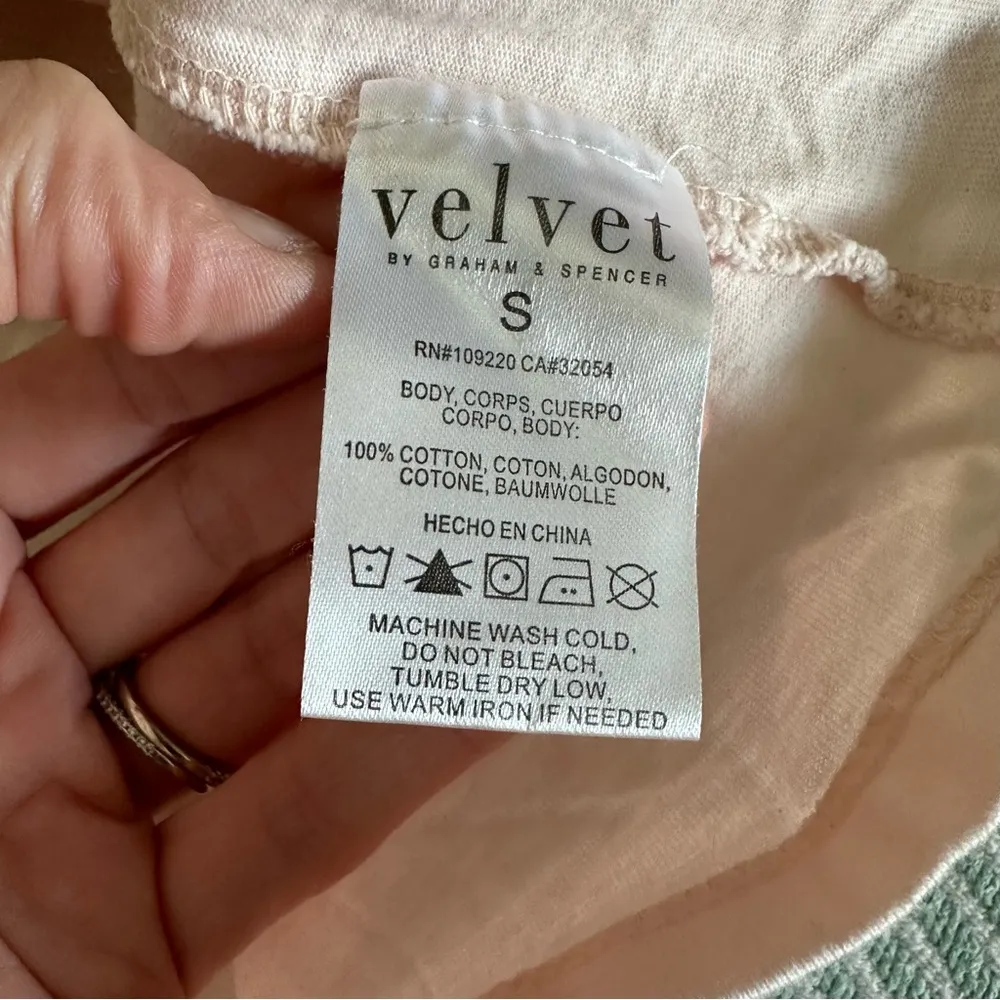 velvet
BY GRAHAM & SPENCER
S
RN#109220 CA#32054
BODY, CORPS, CUERPO
CORPO, BODY:
100% COTTON, COTON, ALGODON,
COTONE, BAUMWOLLE
HECHO EN CHINA
MACHINE WASH COLD,
DO NOT BLEACH,
TUMBLE DRY LOW,
USE WARM IRON IF NEEDED